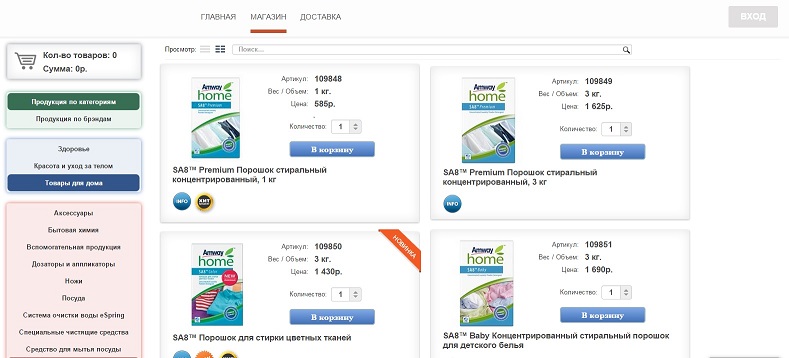 ГЛАВНАЯ МАГАЗИН ДОСТАВКА ВХОД
Кол-во товаров: 0
Сумма: 0р.
Продукция по категориям
Продукция по брэндам
Здоровье
Красота и уход за телом
Товары для дома
Аксессуары
Бытовая химия
Вспомогательная продукция
Дозаторы и аппликаторы
Ножи
Посуда
Система очистки воды eSpring
Специальные чистящие средства
Средство для мытья посуды
Просмотр: Поиск...
Amway
home
SA8™ Premium
Артикул: 109848
Вес / Объем: 1 кг.
Цена: 585р.
Количество: 1
В корзину
SA8™ Premium Порошок стиральный
концентрированный, 1 кг
INFO ХИТ
Amway
home
SA8™ Premium
Артикул: 109849
Вес / Объем: 3 кг.
Цена: 1 625р.
Количество: 1
В корзину
SA8™ Premium Порошок стиральный
концентрированный, 3 кг
INFO
НОВИНКА
Amway
home
SA8™ Color
NEW
Артикул: 109850
Вес / Объем: 3 кг.
Цена: 1 430р.
Количество: 1
В корзину
SA8™ Порошок для стирки цветных тканей
Amway
home
SA8™ Baby
Артикул: 109851
Вес / Объем: 3 кг.
Цена: 1 690р.
Количество: 1
В корзину
SA8™ Baby Концентрированный стиральный порошок
для детского белья